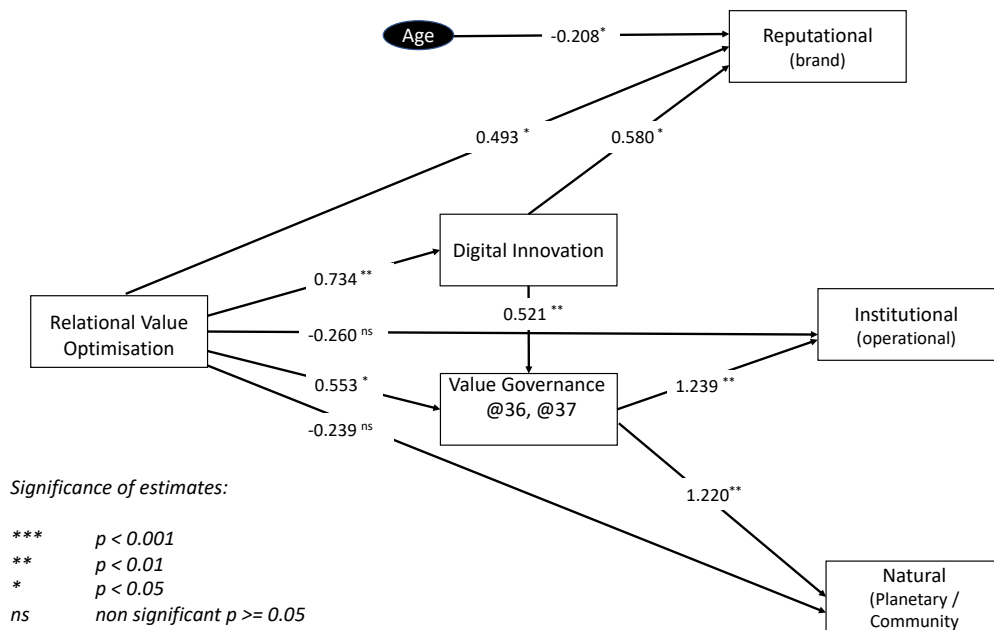 Age
-0.208*
Reputational
(brand)
0.493 *
0.580 *
Digital Innovation
0.734 **
0.521 **
Relational Value
Optimisation
-0.260 ns
Institutional
(operational)
0.553 *
Value Governance
@36, @37
1.239 **
-0.239 ns
1.220**
Significance of estimates:
*** p < 0.001
** p < 0.01
* p < 0.05
ns non significant p >= 0.05
Natural
(Planetary /
Community